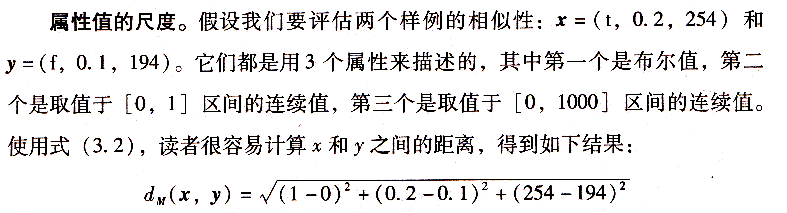 属性值的尺度。假设我们要评估两个样例的相似性：x=(t, 0.2, 254) 和
y=(f, 0.1, 194)。它们都是用3个属性来描述的，其中第一个是布尔值，第二
个是取值于［0, 1］区间的连续值，第三个是取值于［0, 1000］区间的连续值。
使用式 (3.2)，读者很容易计算 x 和 y 之间的距离，得到如下结果：
d_M(x, y) = √((1-0)²+(0.2-0.1)²+(254-194)²)